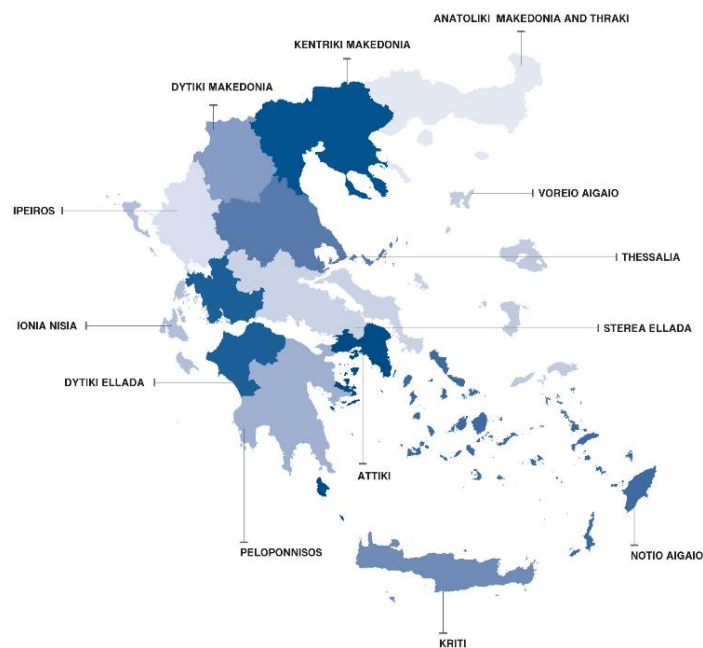 ANATOLIKI MAKEDONIA AND THRAKI
KENTRIKI MAKEDONIA
DYTIKI MAKEDONIA
VOREIO AIGAIO
IPEIROS
THESSALIA
IONIA NISIA
STEREA ELLADA
DYTIKI ELLADA
ATTIKI
PELOPONNISOS
NOTIO AIGAIO
KRITI